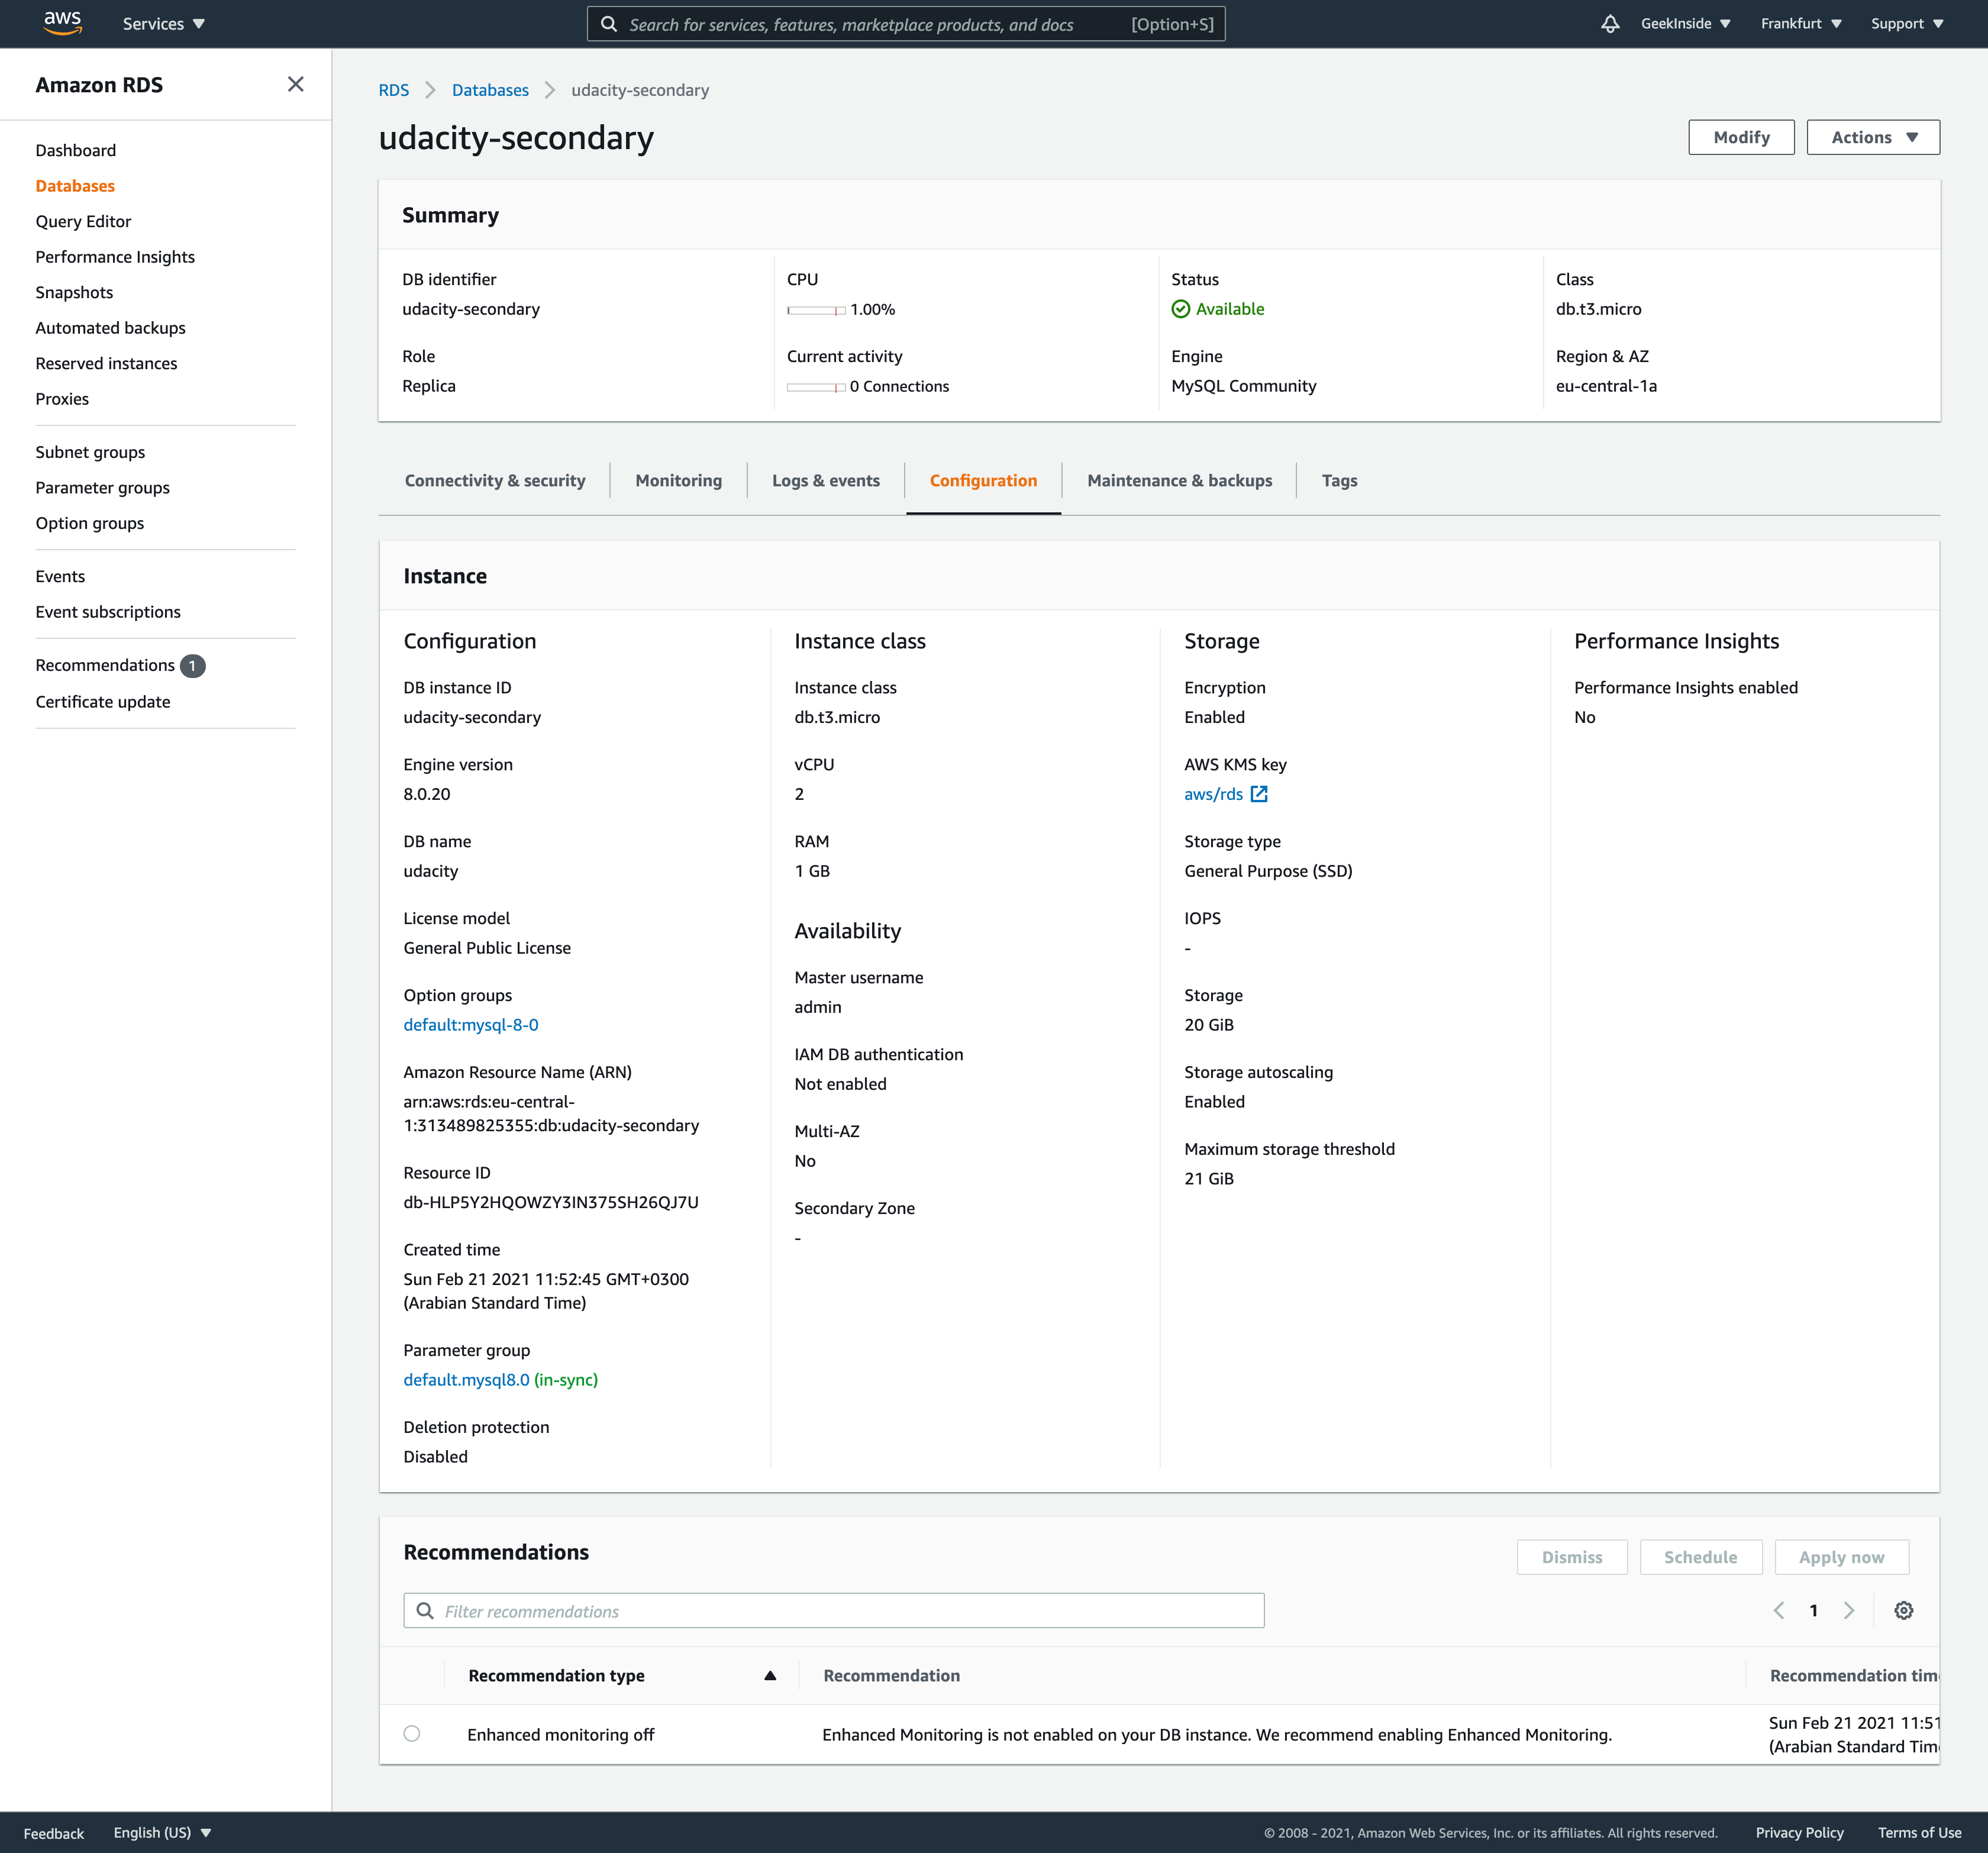 aws
Services
Search for services, features, marketplace products, and docs [Option+S]
GeekInside
Frankfurt
Support
Amazon RDS
Dashboard
Databases
Query Editor
Performance Insights
Snapshots
Automated backups
Reserved instances
Proxies
Subnet groups
Parameter groups
Option groups
Events
Event subscriptions
Recommendations 1
Certificate update
RDS > Databases > udacity-secondary
udacity-secondary
Modify
Actions
Summary
DB identifier
udacity-secondary
Role
Replica
CPU
1.00%
Current activity
0 Connections
Status
Available
Engine
MySQL Community
Class
db.t3.micro
Region & AZ
eu-central-1a
Connectivity & security
Monitoring
Logs & events
Configuration
Maintenance & backups
Tags
Instance
Configuration
DB instance ID
udacity-secondary
Engine version
8.0.20
DB name
udacity
License model
General Public License
Option groups
default:mysql-8-0
Amazon Resource Name (ARN)
arn:aws:rds:eu-central-
1:313489825355:db:udacity-secondary
Resource ID
db-HLP5Y2HQOWZY3IN375SH26QJ7U
Created time
Sun Feb 21 2021 11:52:45 GMT+0300
(Arabian Standard Time)
Parameter group
default.mysql8.0 (in-sync)
Deletion protection
Disabled
Instance class
Instance class
db.t3.micro
vCPU
2
RAM
1 GB
Availability
Master username
admin
IAM DB authentication
Not enabled
Multi-AZ
No
Secondary Zone
-
Storage
Encryption
Enabled
AWS KMS key
aws/rds
Storage type
General Purpose (SSD)
IOPS
-
Storage
20 GiB
Storage autoscaling
Enabled
Maximum storage threshold
21 GiB
Performance Insights
Performance Insights enabled
No
Recommendations
Dismiss
Schedule
Apply now
Filter recommendations
1
Recommendation type
Recommendation
Recommendation tim
Enhanced monitoring off
Enhanced Monitoring is not enabled on your DB instance. We recommend enabling Enhanced Monitoring.
Sun Feb 21 2021 11:51
(Arabian Standard Tim
Feedback
English (US)
© 2008 - 2021, Amazon Web Services, Inc. or its affiliates. All rights reserved.
Privacy Policy
Terms of Use